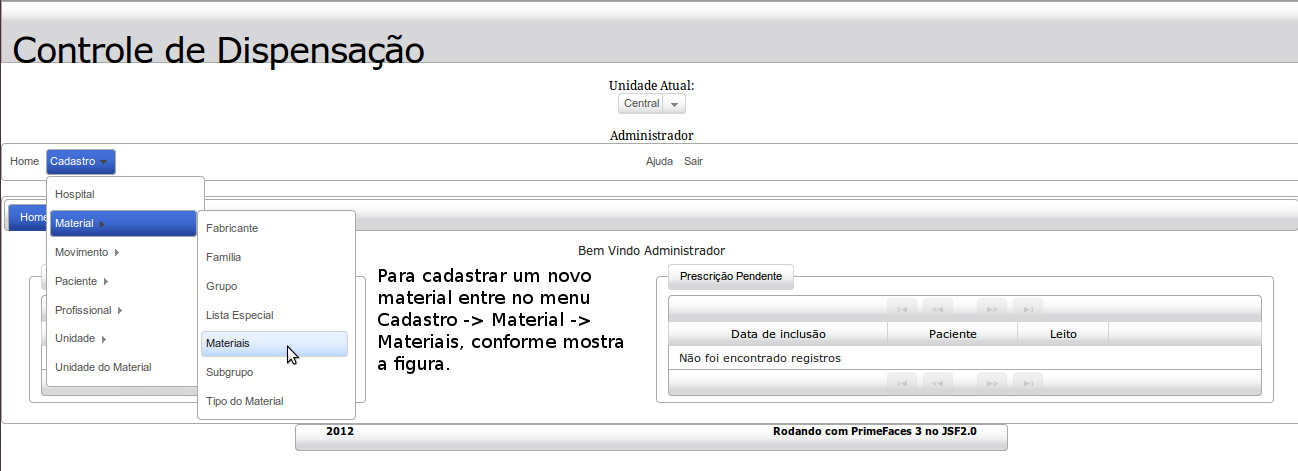 Controle de Dispensação
Unidade Atual:
Central
Administrador
Home Cadastro Ajuda Sair
Hospital
Material
Movimento
Paciente
Profissional
Unidade
Unidade do Material
Fabricante
Família
Grupo
Lista Especial
Materiais
Subgrupo
Tipo do Material
Home
Bem Vindo Administrador
Para cadastrar um novo
material entre no menu
Cadastro -> Material ->
Materiais, conforme mostra
a figura.
Prescrição Pendente
Data de inclusão Paciente Leito
Não foi encontrado registros
2012 Rodando com PrimeFaces 3 no JSF2.0